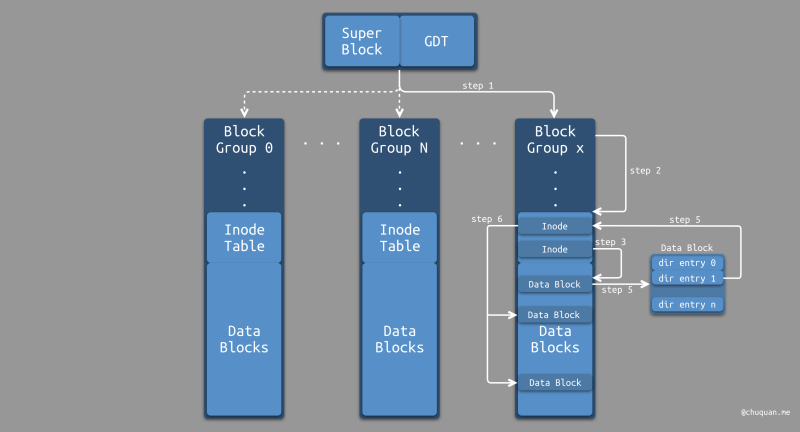 Super
Block
GDT
step 1
Block
Group 0
. . .
Block
Group N
. . .
Block
Group x
step 2
.
.
.
.
.
.
.
.
.
Inode
Table
Inode
Table
step 6
Inode
step 5
Inode
step 3
Data Block
dir entry 0
dir entry 1
dir entry n
Data Block
step 5
Data Block
Data
Blocks
Data
Blocks
Data
Blocks
Data Block
@chuquan.me